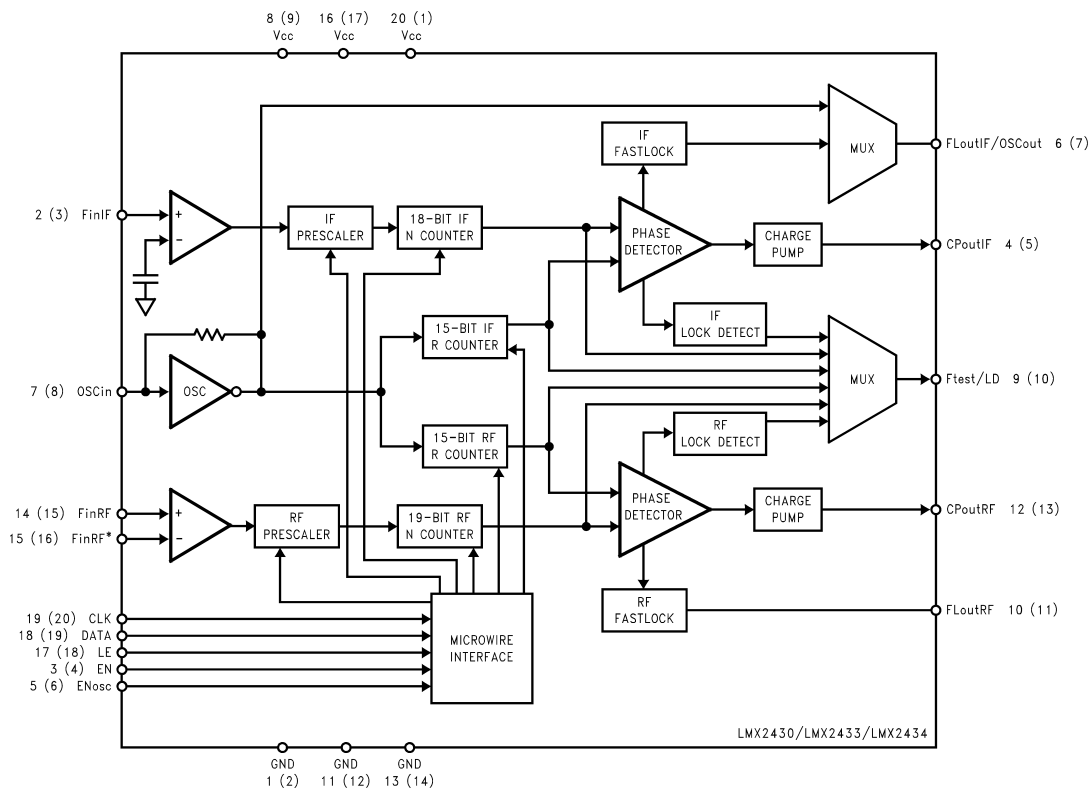 8 (9)
Vcc
16 (17)
Vcc
20 (1)
Vcc
IF
FASTLOCK
MUX
FLoutIF/OSCout 6 (7)
2 (3) FinIF
+
−
IF
PRESCALER
18-BIT IF
N COUNTER
PHASE
DETECTOR
CHARGE
PUMP
CPoutIF 4 (5)
15-BIT IF
R COUNTER
IF
LOCK DETECT
7 (8) OSCin
OSC
MUX
Ftest/LD 9 (10)
15-BIT RF
R COUNTER
RF
LOCK DETECT
14 (15) FinRF
15 (16) FinRF*
+
−
RF
PRESCALER
19-BIT RF
N COUNTER
PHASE
DETECTOR
CHARGE
PUMP
CPoutRF 12 (13)
RF
FASTLOCK
FLoutRF 10 (11)
19 (20) CLK
18 (19) DATA
17 (18) LE
3 (4) EN
5 (6) ENosc
MICROWIRE
INTERFACE
LMX2430/LMX2433/LMX2434
GND
1 (2)
GND
11 (12)
GND
13 (14)